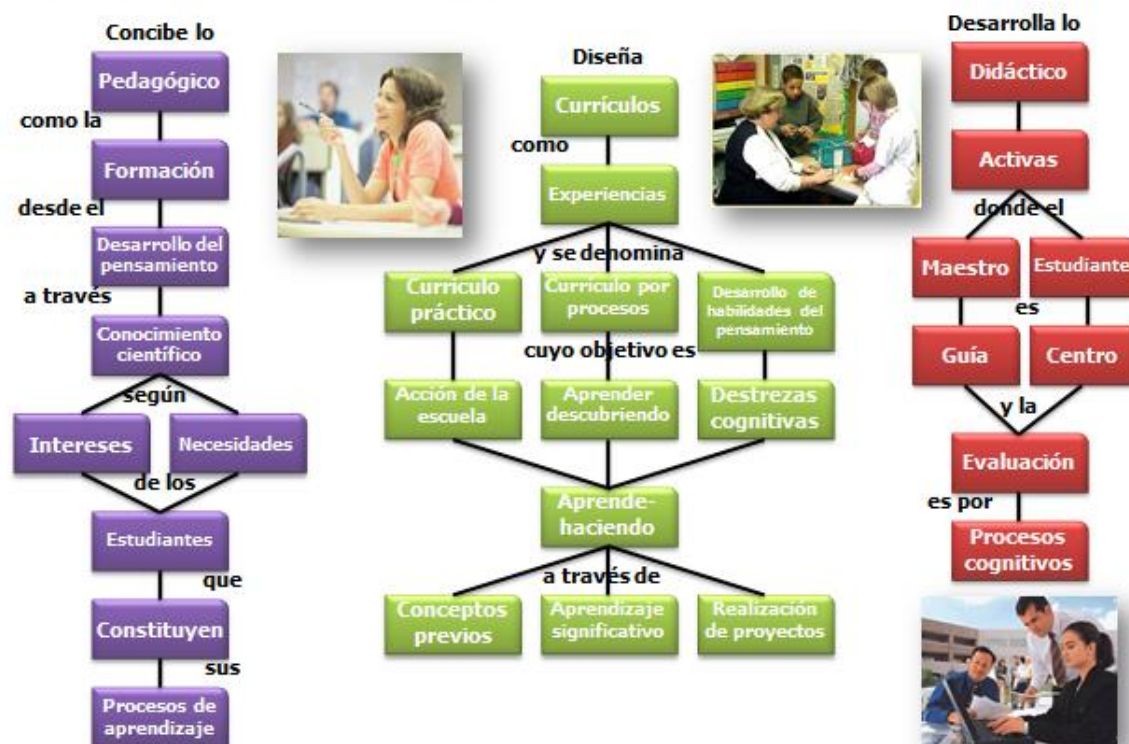 Concibe lo
Pedagógico
como la
Formación
desde el
Desarrollo del
pensamiento
a través
Conocimiento
científico
según
Intereses
Necesidades
de los
Estudiantes
que
Constituyen
sus
Procesos de
aprendizaje
Diseña
Currículos
como
Experiencias
y se denomina
Currículo
práctico
Currículo por
procesos
Desarrollo de
habilidades del
pensamiento
cuyo objetivo es
Acción de la
escuela
Aprender
descubriendo
Destrezas
cognitivas
Aprende-
haciendo
a través de
Conceptos
previos
Aprendizaje
significativo
Realización
de proyectos
Desarrolla lo
Didáctico
Activas
donde el
Maestro
Estudiante
es
Guía
Centro
y la
Evaluación
es por
Procesos
cognitivos